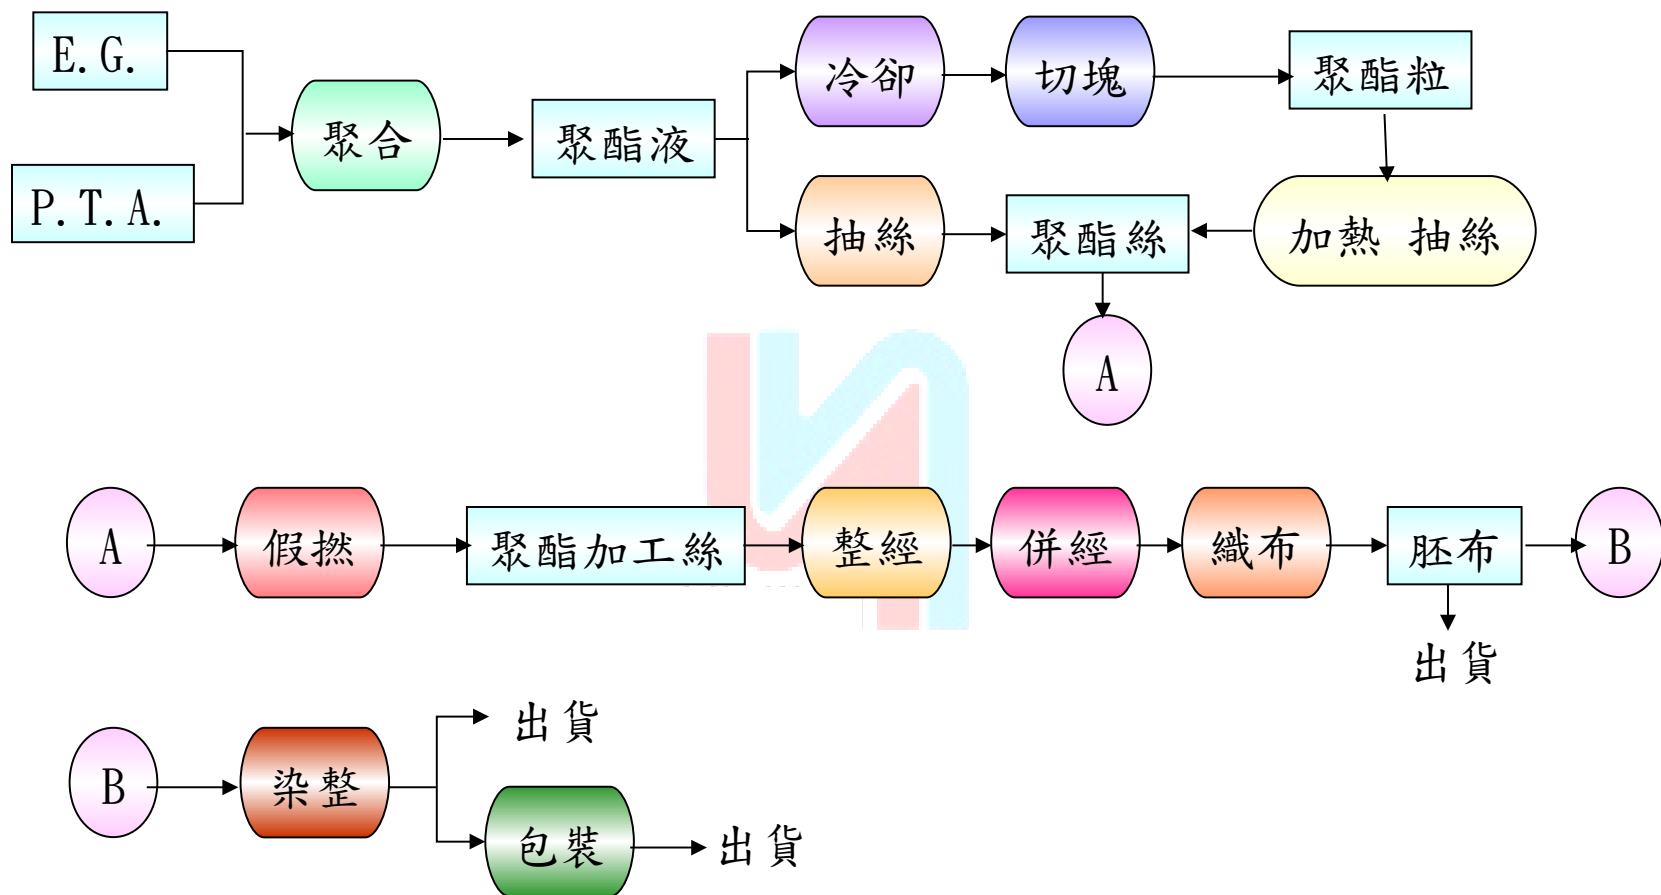 E.G.
P.T.A.
聚合
聚酯液
冷卻
切塊
聚酯粒
抽絲
聚酯絲
加熱 抽絲
A
A
假撚
聚酯加工絲
整經
併經
織布
胚布
B
出貨
B
染整
出貨
包裝
出貨